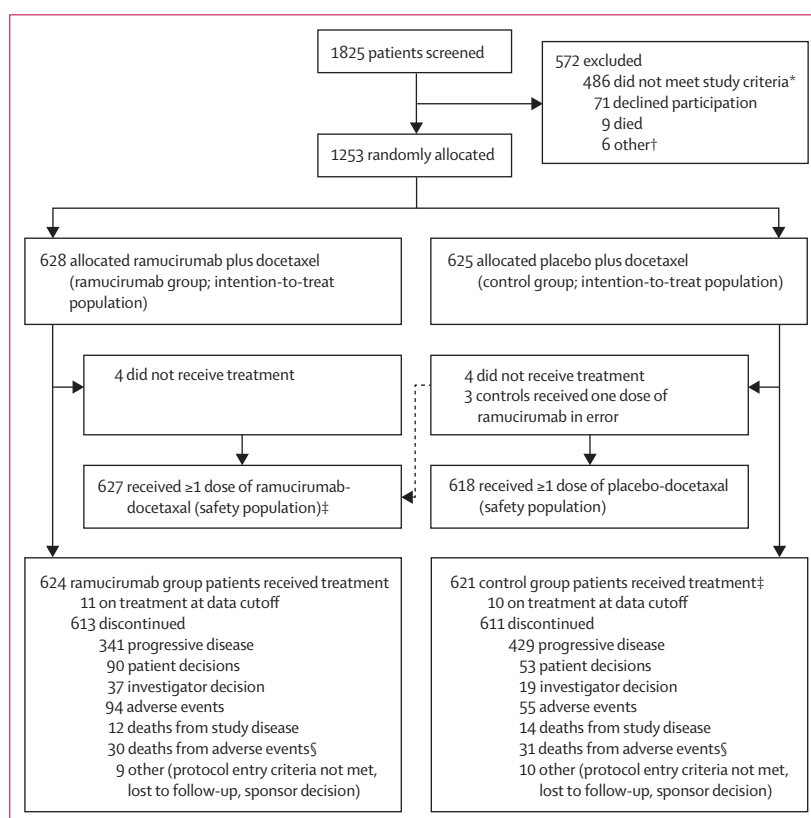 1825 patients screened
572 excluded
486 did not meet study criteria*
71 declined participation
9 died
6 other†
1253 randomly allocated
628 allocated ramucirumab plus docetaxel
(ramucirumab group; intention-to-treat
population)
625 allocated placebo plus docetaxel
(control group; intention-to-treat population)
4 did not receive treatment
4 did not receive treatment
3 controls received one dose of
ramucirumab in error
627 received ≥1 dose of ramucirumab-
docetaxal (safety population)‡
618 received ≥1 dose of placebo-docetaxal
(safety population)
624 ramucirumab group patients received treatment
11 on treatment at data cutoff
613 discontinued
341 progressive disease
90 patient decisions
37 investigator decision
94 adverse events
12 deaths from study disease
30 deaths from adverse events§
9 other (protocol entry criteria not met,
lost to follow-up, sponsor decision)
621 control group patients received treatment‡
10 on treatment at data cutoff
611 discontinued
429 progressive disease
53 patient decisions
19 investigator decision
55 adverse events
14 deaths from study disease
31 deaths from adverse events§
10 other (protocol entry criteria not met,
lost to follow-up, sponsor decision)